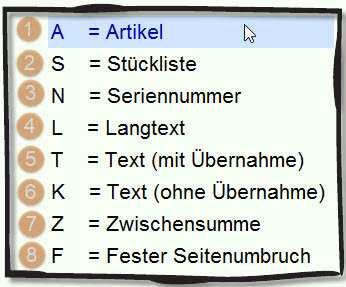 1 A = Artikel
2 S = Stückliste
3 N = Seriennummer
4 L = Langtext
5 T = Text (mit Übernahme)
6 K = Text (ohne Übernahme)
7 Z = Zwischensumme
8 F = Fester Seitenumbruch